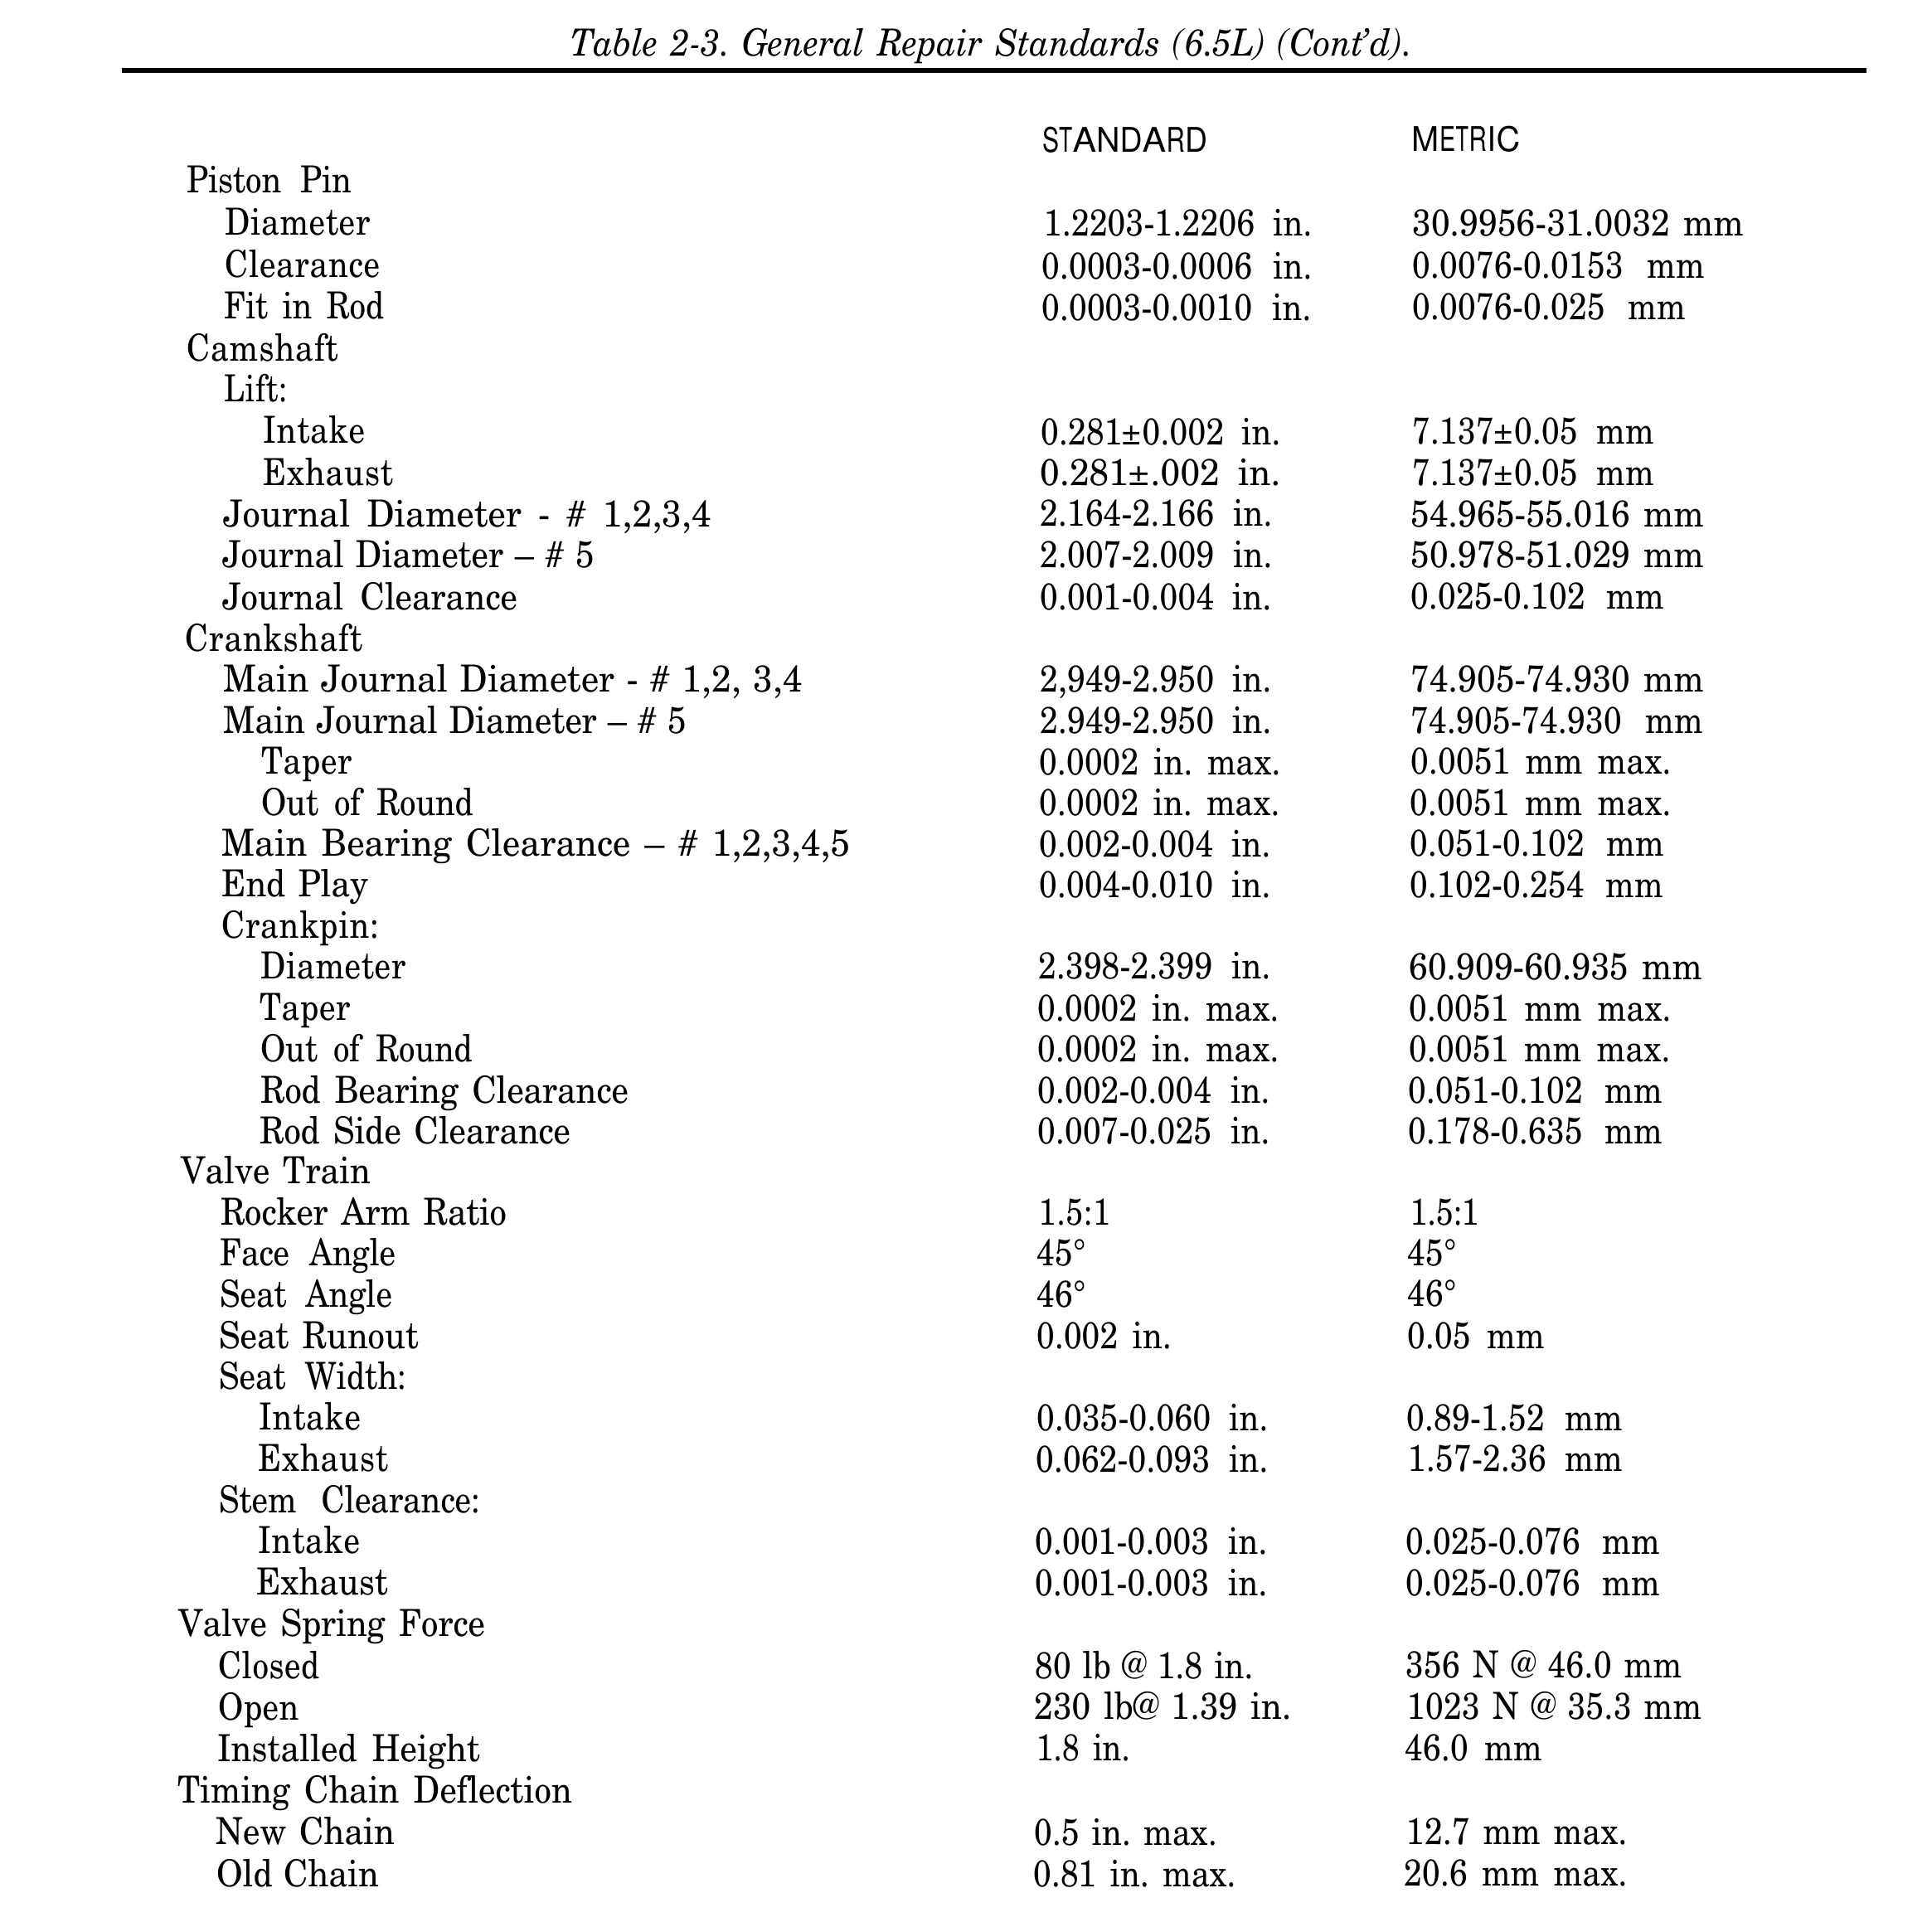 Table 2-3. General Repair Standards (6.5L) (Cont'd).
STANDARD METRIC
Piston Pin
Diameter 1.2203-1.2206 in. 30.9956-31.0032 mm
Clearance 0.0003-0.0006 in. 0.0076-0.0153 mm
Fit in Rod 0.0003-0.0010 in. 0.0076-0.025 mm
Camshaft
Lift:
Intake 0.281±0.002 in. 7.137±0.05 mm
Exhaust 0.281±.002 in. 7.137±0.05 mm
Journal Diameter - # 1,2,3,4 2.164-2.166 in. 54.965-55.016 mm
Journal Diameter – # 5 2.007-2.009 in. 50.978-51.029 mm
Journal Clearance 0.001-0.004 in. 0.025-0.102 mm
Crankshaft
Main Journal Diameter - # 1,2, 3,4 2,949-2.950 in. 74.905-74.930 mm
Main Journal Diameter – # 5 2.949-2.950 in. 74.905-74.930 mm
Taper 0.0002 in. max. 0.0051 mm max.
Out of Round 0.0002 in. max. 0.0051 mm max.
Main Bearing Clearance – # 1,2,3,4,5 0.002-0.004 in. 0.051-0.102 mm
End Play 0.004-0.010 in. 0.102-0.254 mm
Crankpin:
Diameter 2.398-2.399 in. 60.909-60.935 mm
Taper 0.0002 in. max. 0.0051 mm max.
Out of Round 0.0002 in. max. 0.0051 mm max.
Rod Bearing Clearance 0.002-0.004 in. 0.051-0.102 mm
Rod Side Clearance 0.007-0.025 in. 0.178-0.635 mm
Valve Train
Rocker Arm Ratio 1.5:1 1.5:1
Face Angle 45° 45°
Seat Angle 46° 46°
Seat Runout 0.002 in. 0.05 mm
Seat Width:
Intake 0.035-0.060 in. 0.89-1.52 mm
Exhaust 0.062-0.093 in. 1.57-2.36 mm
Stem Clearance:
Intake 0.001-0.003 in. 0.025-0.076 mm
Exhaust 0.001-0.003 in. 0.025-0.076 mm
Valve Spring Force
Closed 80 lb @ 1.8 in. 356 N @ 46.0 mm
Open 230 lb@ 1.39 in. 1023 N @ 35.3 mm
Installed Height 1.8 in. 46.0 mm
Timing Chain Deflection
New Chain 0.5 in. max. 12.7 mm max.
Old Chain 0.81 in. max. 20.6 mm max.